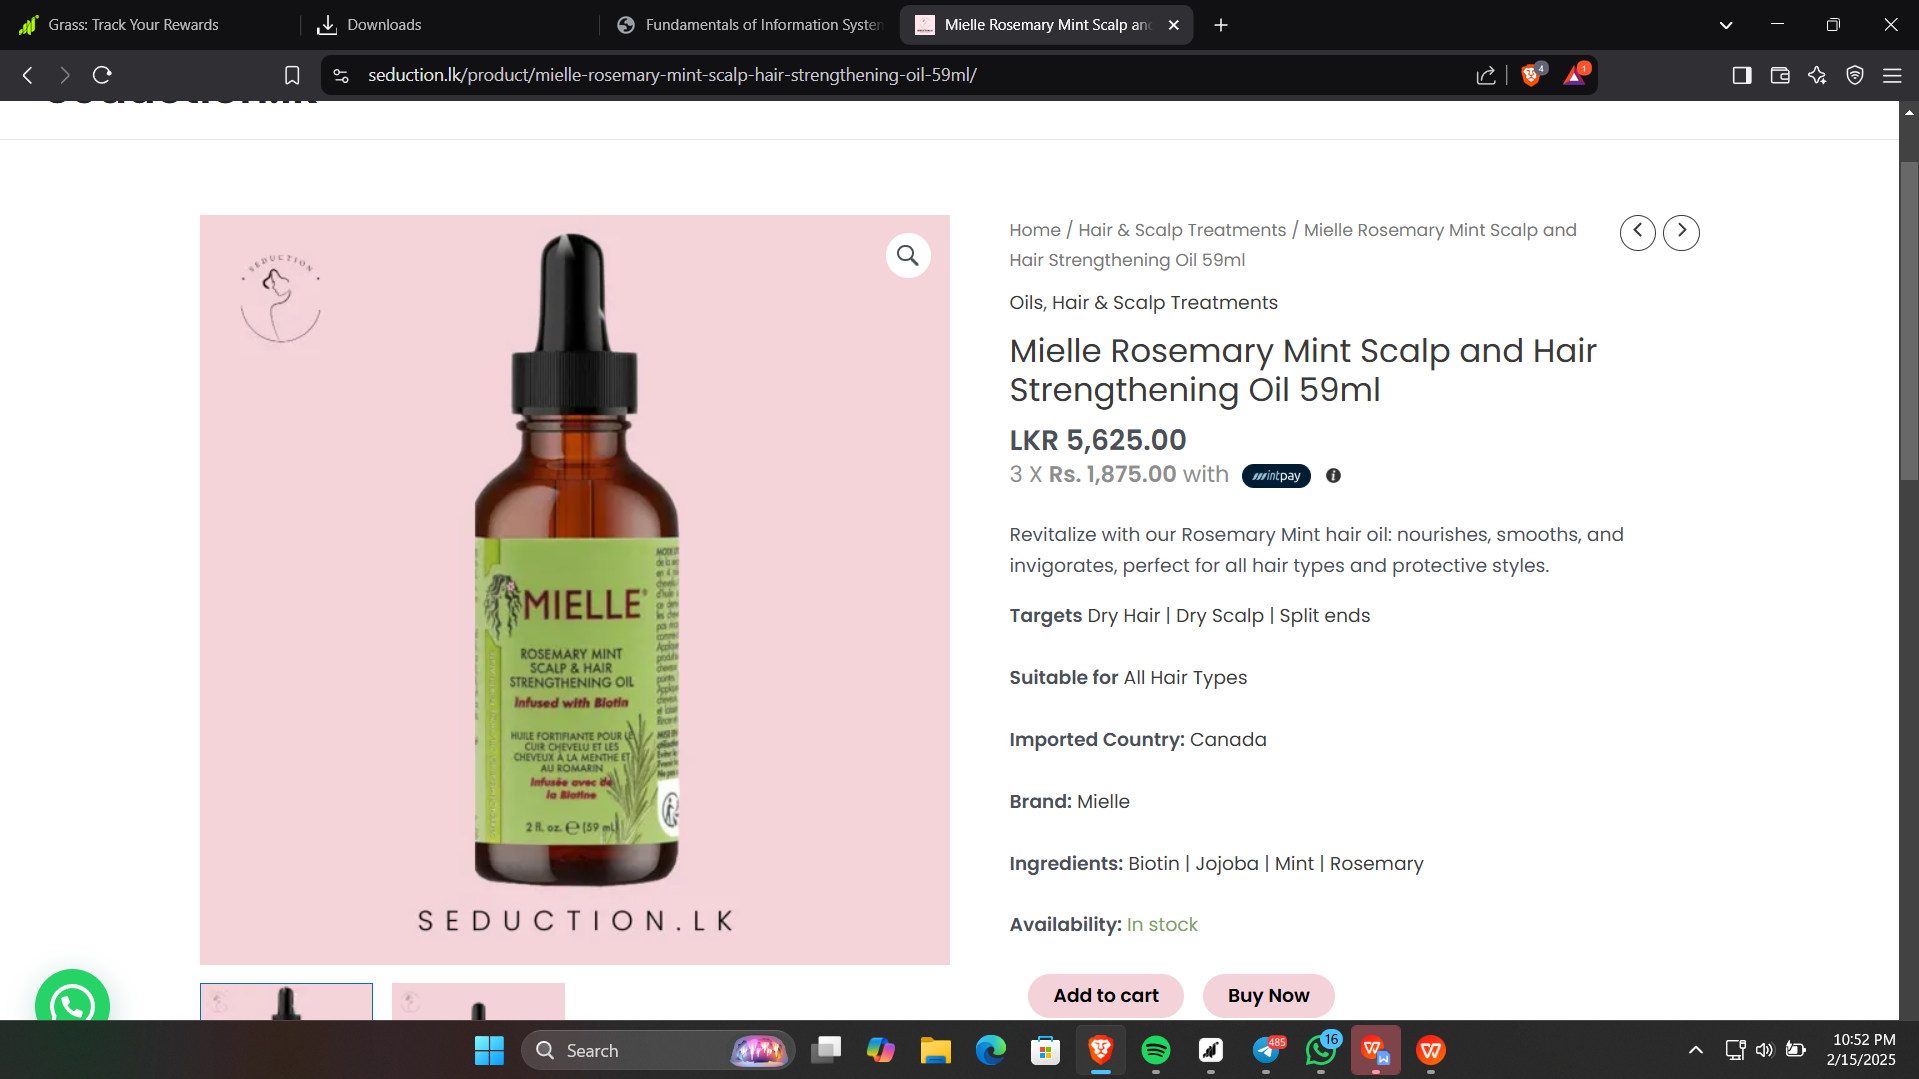 Grass: Track Your Rewards
Downloads
Fundamentals of Information System
Mielle Rosemary Mint Scalp and
seduction.lk/product/mielle-rosemary-mint-scalp-hair-strengthening-oil-59ml/
4
1
SEDUCTION
MIELLE
ROSEMARY MINT
SCALP & HAIR
STRENGTHENING OIL
Infused with Biotin
HUILE FORTIFIANTE POUR LE
CUIR CHEVELU ET LES
CHEVEUX À LA MENTHE ET
AU ROMARIN
Infusée avec de
la Biotine
2 fl. oz. ℮ (59 mL)
SEDUCTION.LK
Home / Hair & Scalp Treatments / Mielle Rosemary Mint Scalp and
Hair Strengthening Oil 59ml
Oils, Hair & Scalp Treatments
Mielle Rosemary Mint Scalp and Hair
Strengthening Oil 59ml
LKR 5,625.00
3 X Rs. 1,875.00 with mintpay
Revitalize with our Rosemary Mint hair oil: nourishes, smooths, and
invigorates, perfect for all hair types and protective styles.
Targets Dry Hair | Dry Scalp | Split ends
Suitable for All Hair Types
Imported Country: Canada
Brand: Mielle
Ingredients: Biotin | Jojoba | Mint | Rosemary
Availability: In stock
Add to cart
Buy Now
Search
485
16
10:52 PM
2/15/2025